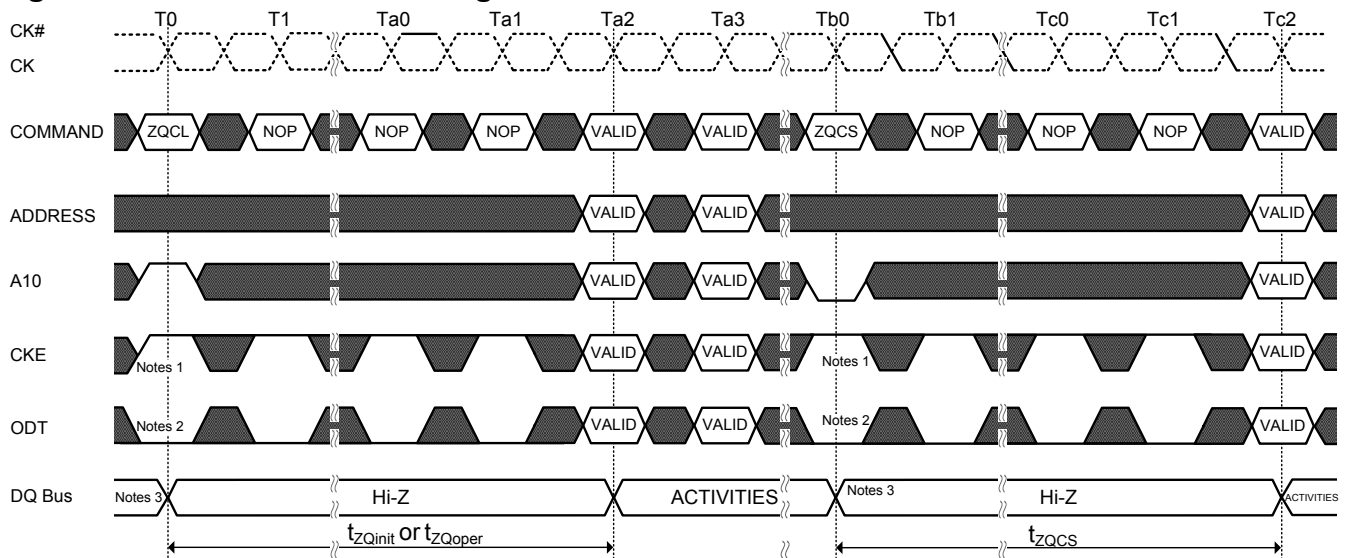 T0 T1 Ta0 Ta1 Ta2 Ta3 Tb0 Tb1 Tc0 Tc1 Tc2
CK#
CK
COMMAND ZQCL NOP NOP NOP VALID VALID ZQCS NOP NOP NOP VALID
ADDRESS VALID VALID VALID
A10 VALID VALID VALID
CKE Notes 1 VALID VALID Notes 1 VALID
ODT Notes 2 VALID VALID Notes 2 VALID
DQ Bus Notes 3 Hi-Z ACTIVITIES Notes 3 Hi-Z ACTIVITIES
tZQinit or tZQoper tZQCS